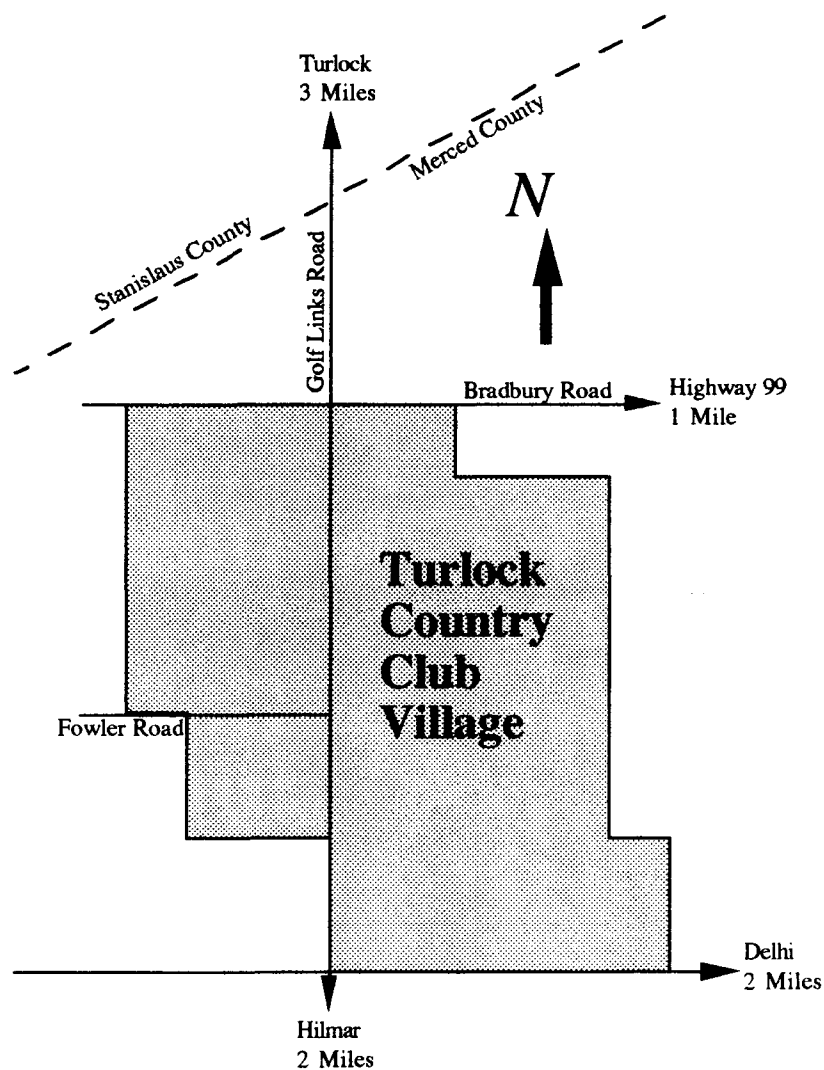 Turlock
3 Miles
Merced County
N
Stanislaus County
Golf Links Road
Bradbury Road
Highway 99
1 Mile
Turlock
Country
Club
Village
Fowler Road
Delhi
2 Miles
Hilmar
2 Miles